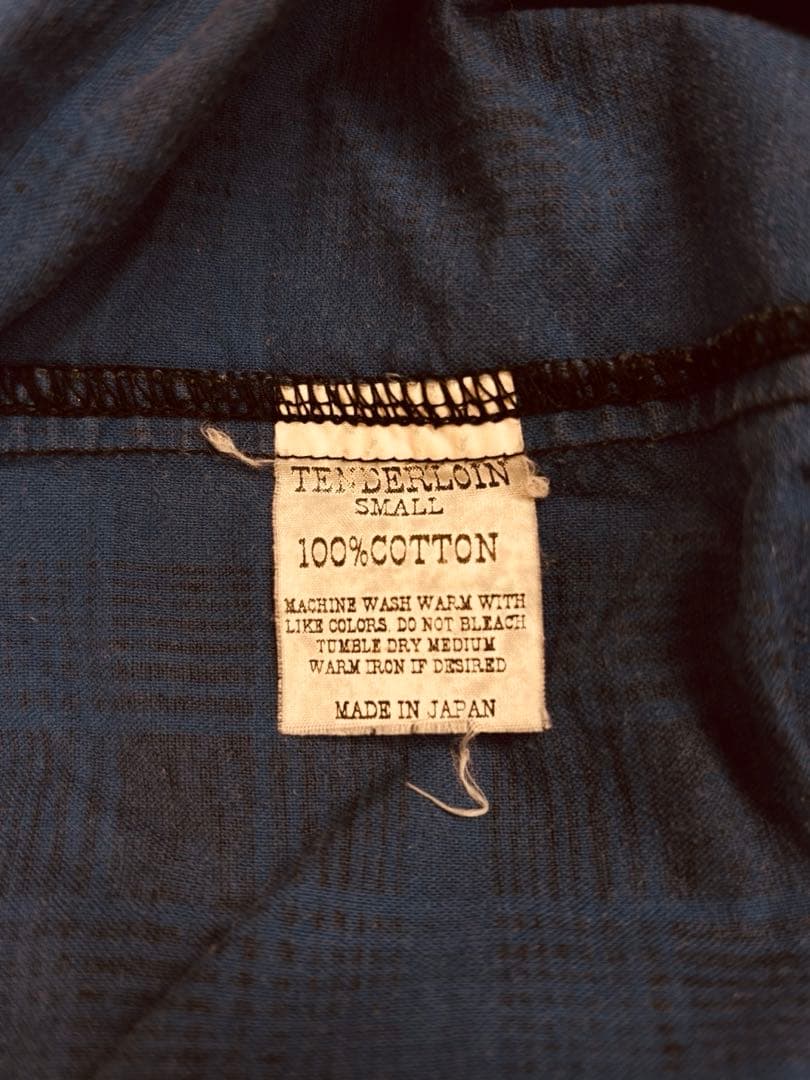 TENDERLOIN
SMALL
100%COTTON
MACHINE WASH WARM WITH
LIKE COLORS. DO NOT BLEACH
TUMBLE DRY MEDIUM
WARM IRON IF DESIRED
MADE IN JAPAN